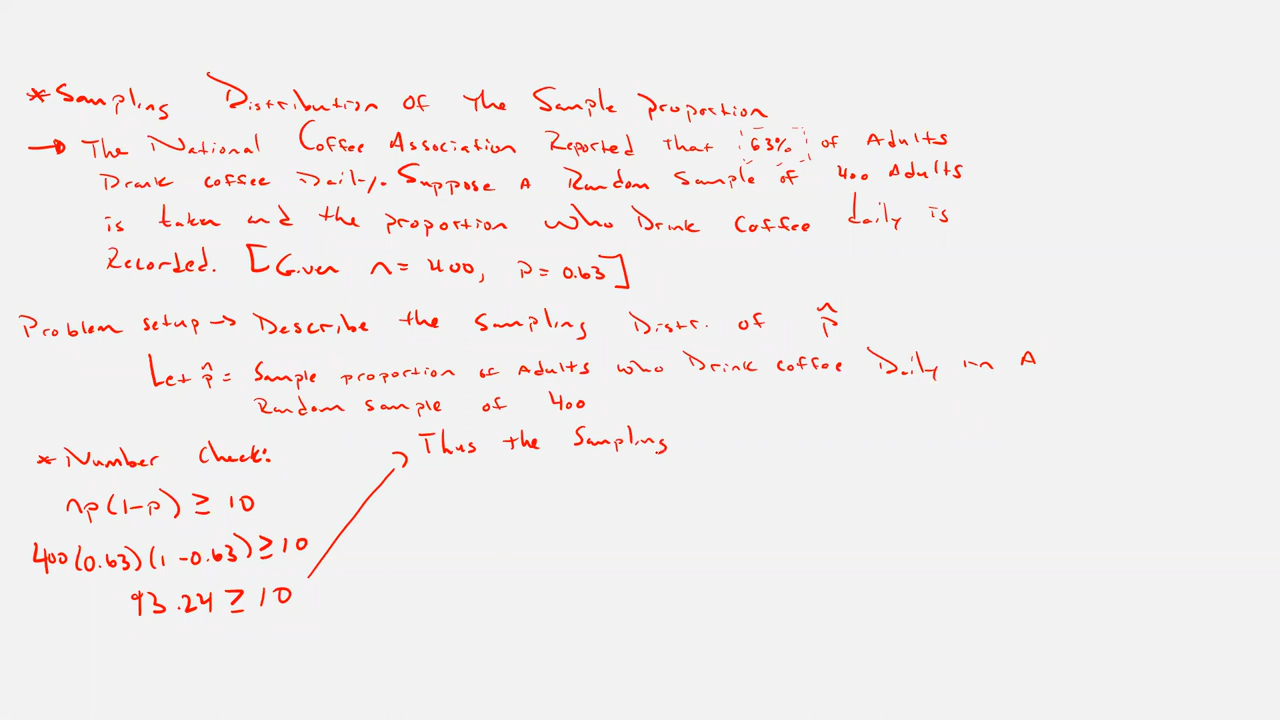 *Sampling Distribution of the Sample proportion
→ The National Coffee Association Reported that 63% of Adults
Drank coffee Daily. Suppose A Random Sample of 400 Adults
is taken and the proportion who Drink Coffee daily is
Recorded. [Given n = 400, p = 0.63]
Problem setup → Describe the Sampling Distr. of p̂
Let p̂ = Sample proportion of Adults who Drink coffee Daily in A
Random sample of 400
Thus the Sampling
*Number Check:
np(1-p) ≥ 10
400(0.63)(1-0.63) ≥ 10
93.24 ≥ 10